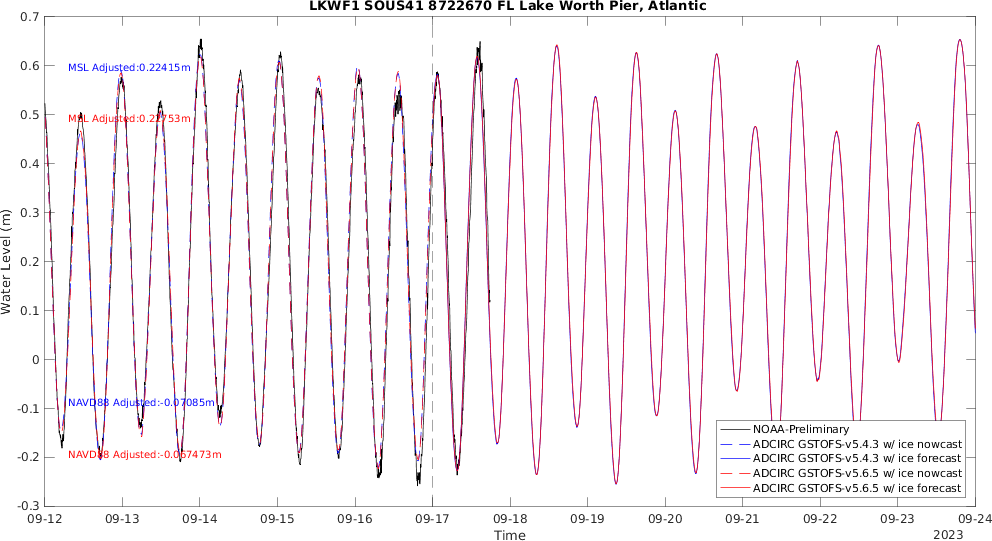 LKWF1 SOUS41 8722670 FL Lake Worth Pier, Atlantic
0.7
0.6
0.5
0.4
0.3
0.2
0.1
0
-0.1
-0.2
-0.3
Water Level (m)
MSL Adjusted:0.22415m
MSL Adjusted:0.22753m
NAVD88 Adjusted:-0.07085m
NAVD88 Adjusted:-0.067473m
NOAA-Preliminary
ADCIRC GSTOFS-v5.4.3 w/ ice nowcast
ADCIRC GSTOFS-v5.4.3 w/ ice forecast
ADCIRC GSTOFS-v5.6.5 w/ ice nowcast
ADCIRC GSTOFS-v5.6.5 w/ ice forecast
09-12 09-13 09-14 09-15 09-16 09-17 09-18 09-19 09-20 09-21 09-22 09-23 09-24
Time
2023